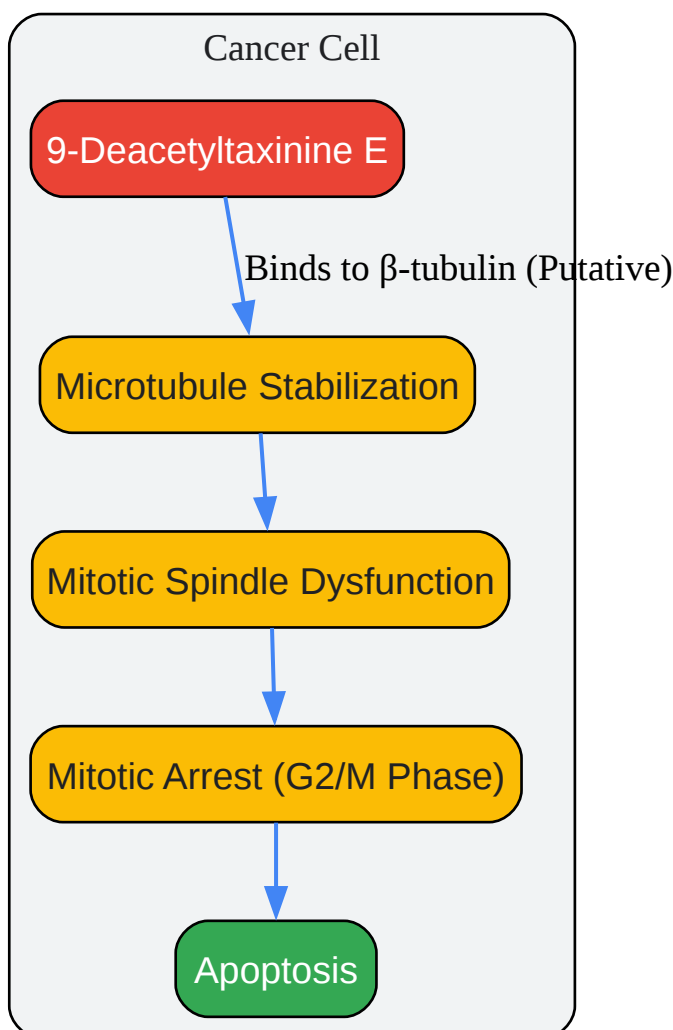 Cancer Cell
9-Deacetyltaxinine E
Binds to β-tubulin (Putative)
Microtubule Stabilization
Mitotic Spindle Dysfunction
Mitotic Arrest (G2/M Phase)
Apoptosis